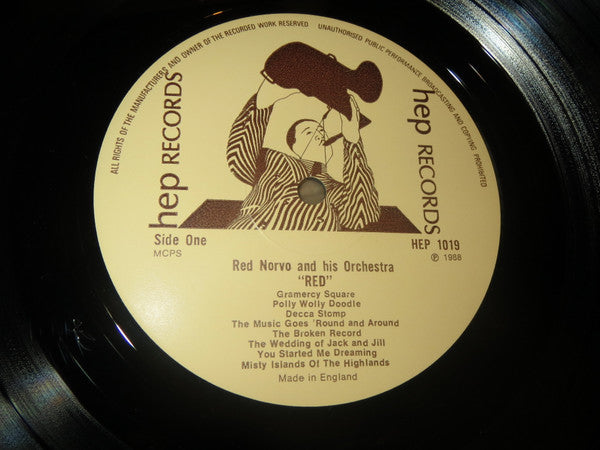 ALL RIGHTS OF THE MANUFACTURERS AND OWNER OF THE RECORDED WORK RESERVED
UNAUTHORISED PUBLIC PERFORMANCE BROADCASTING AND COPYING PROHIBITED
hep RECORDS
hep RECORDS
Side One
MCPS
HEP 1019
℗ 1988
Red Norvo and his Orchestra
“RED”
Gramercy Square
Polly Wolly Doodle
Decca Stomp
The Music Goes 'Round and Around
The Broken Record
The Wedding of Jack and Jill
You Started Me Dreaming
Misty Islands Of The Highlands
Made in England